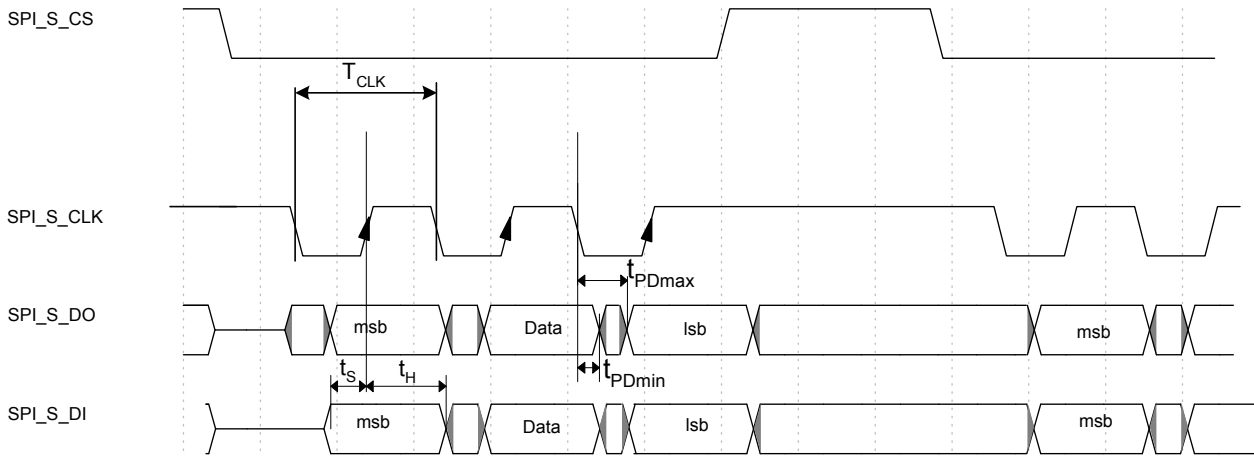 SPI_S_CS
T_CLK
SPI_S_CLK
t_PDmax
SPI_S_DO
msb
Data
lsb
msb
t_S
t_H
t_PDmin
SPI_S_DI
msb
Data
lsb
msb